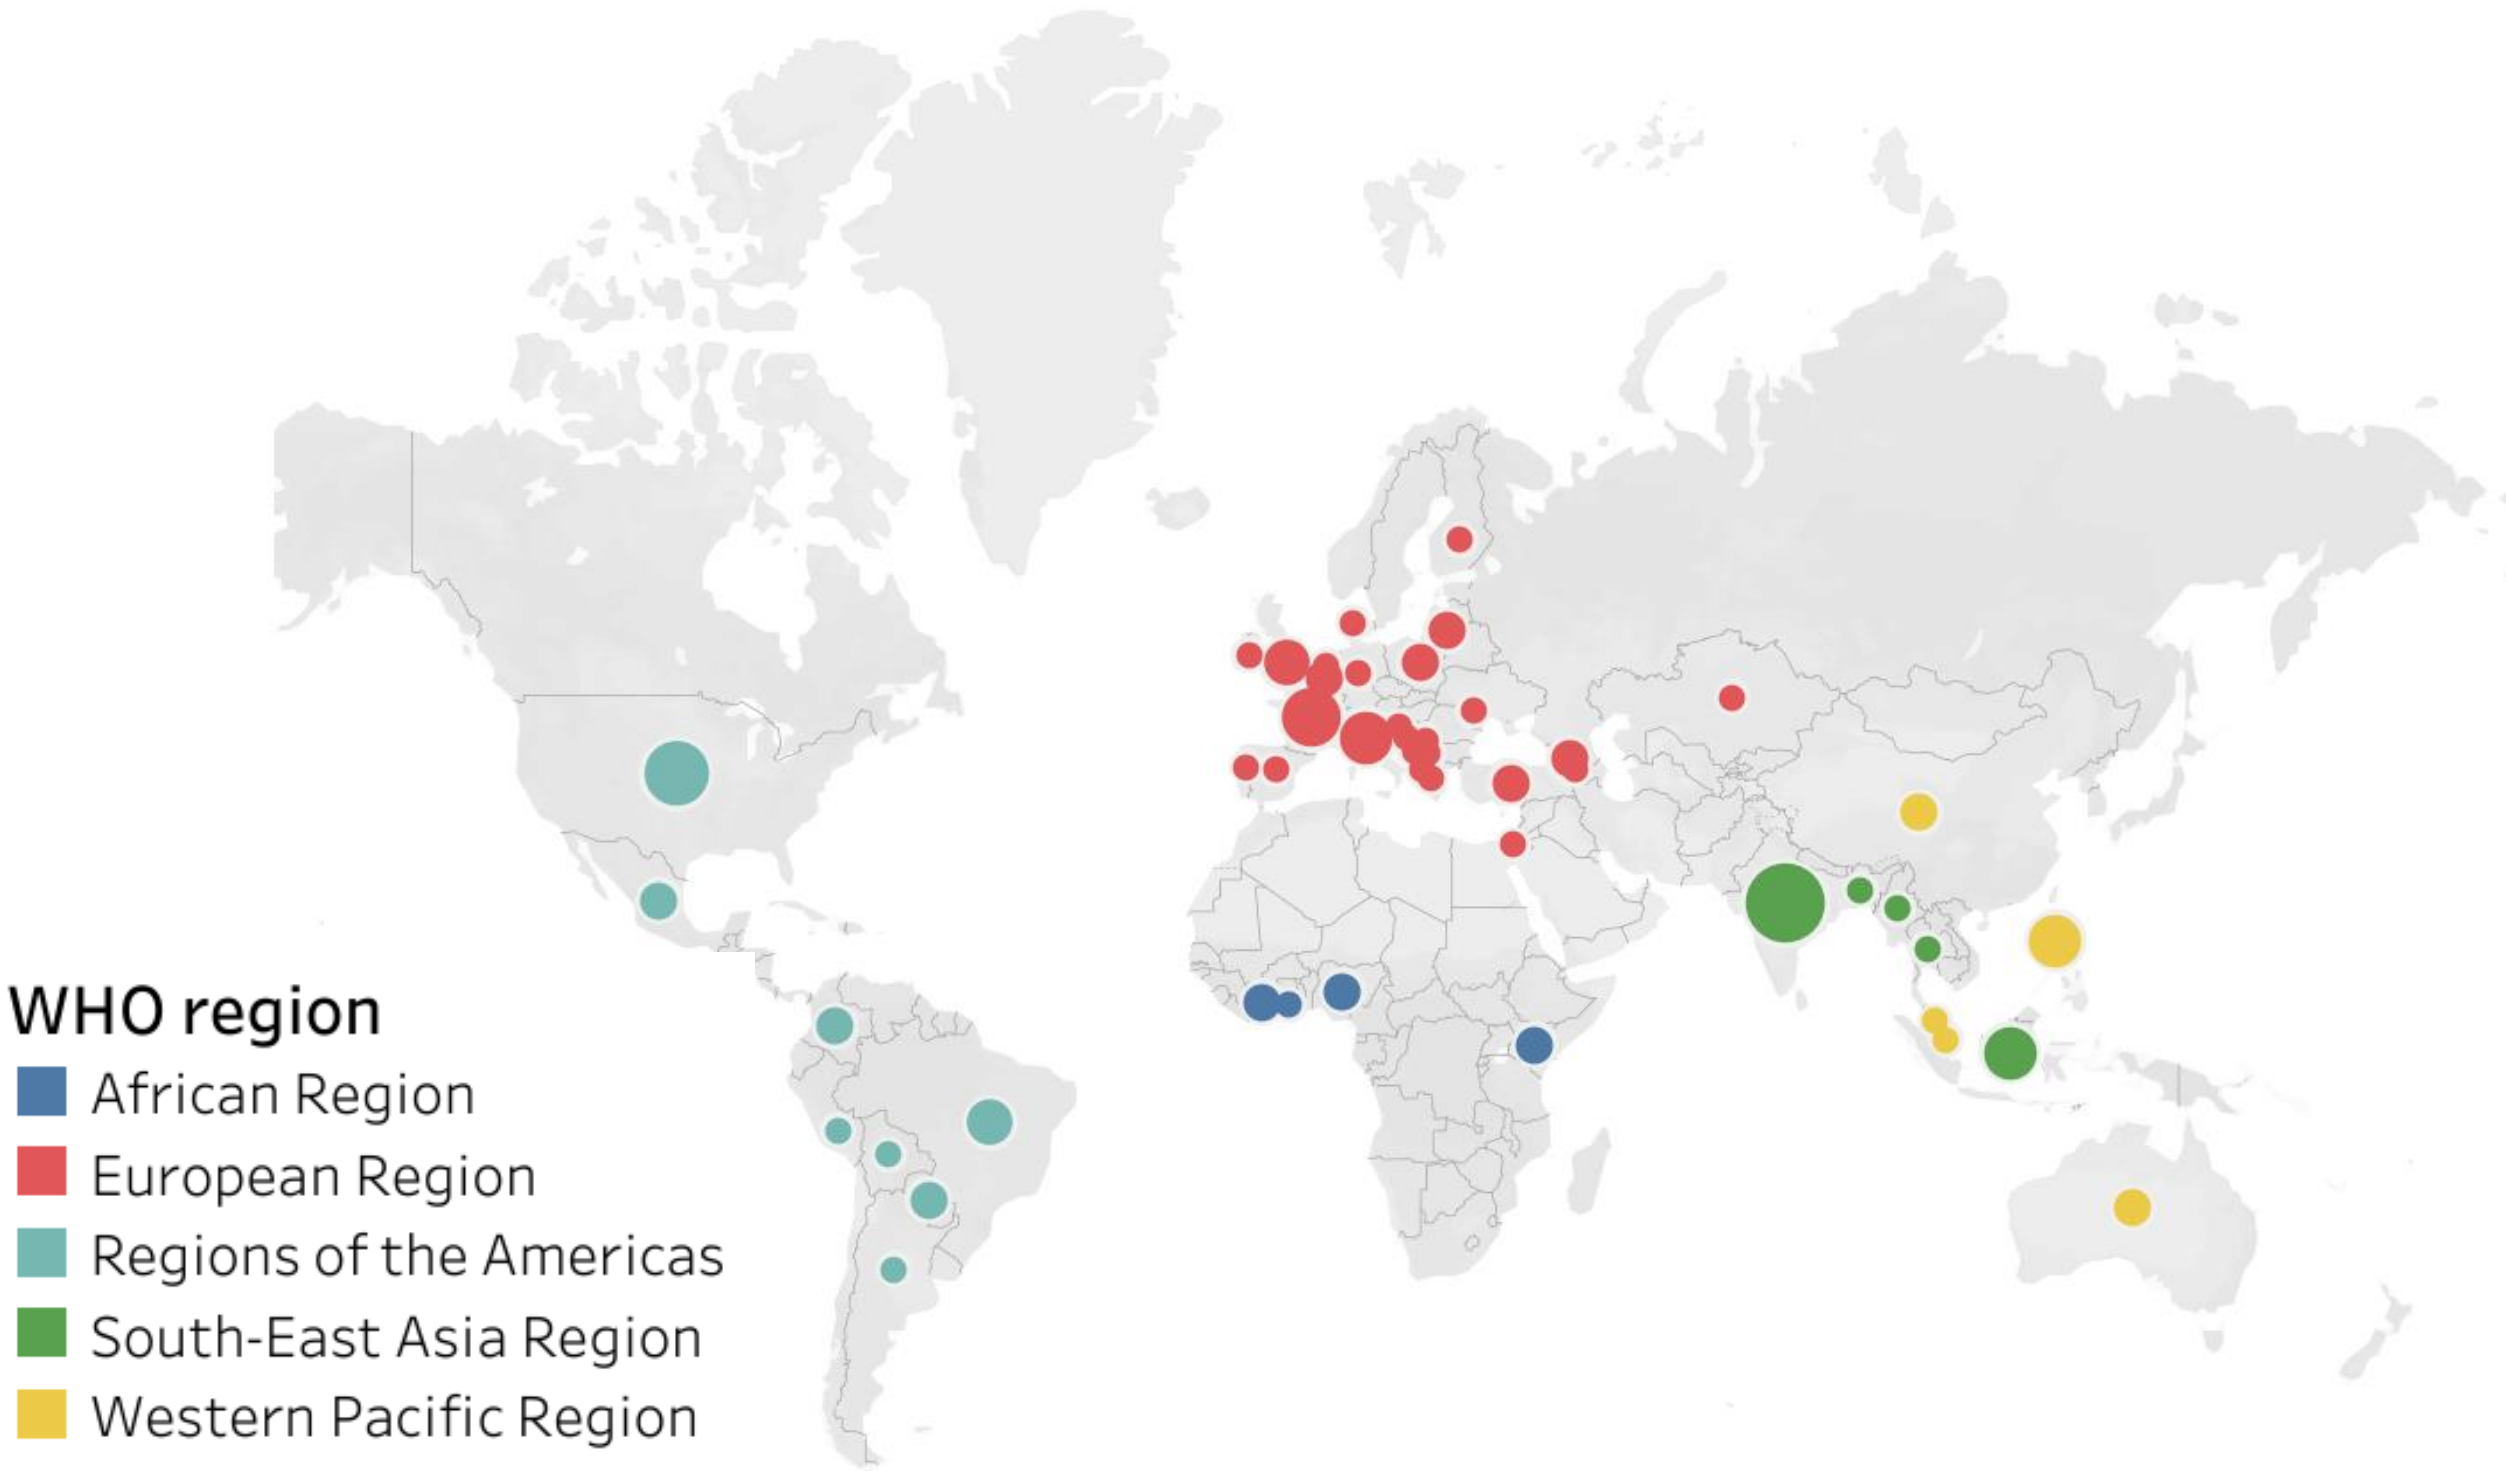 WHO region
African Region
European Region
Regions of the Americas
South-East Asia Region
Western Pacific Region